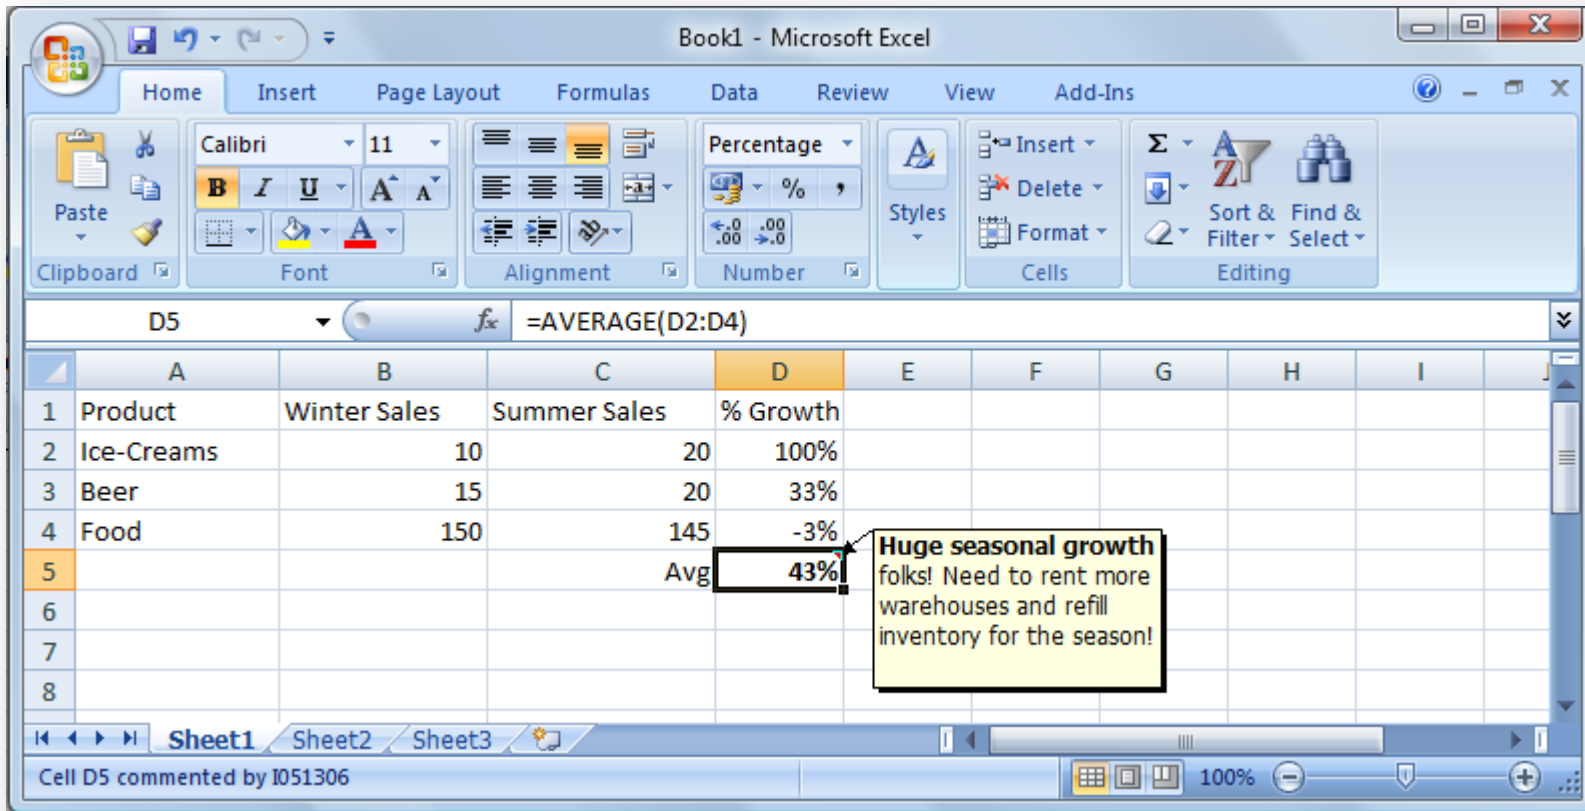 Book1 - Microsoft Excel
Home Insert Page Layout Formulas Data Review View Add-Ins
Calibri 11 Percentage Σ Insert
B I U A A % , Delete
Paste Styles Sort & Filter Find & Select
A .0 .00 .00 .0 Format
Clipboard Font Alignment Number Cells Editing
D5 fx =AVERAGE(D2:D4)
A B C D E F G H I J
1 Product Winter Sales Summer Sales % Growth
2 Ice-Creams 10 20 100%
3 Beer 15 20 33%
4 Food 150 145 -3%
5 Avg 43%
6
7
8
Huge seasonal growth
folks! Need to rent more
warehouses and refill
inventory for the season!
Sheet1 Sheet2 Sheet3
Cell D5 commented by I051306 100%